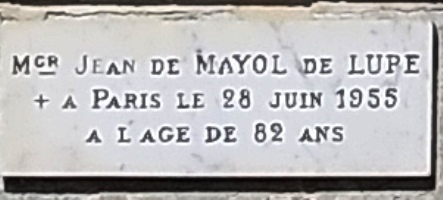 MGR JEAN DE MAYOL DE LUPE
+ A PARIS LE 28 JUIN 1955
A L AGE DE 82 ANS